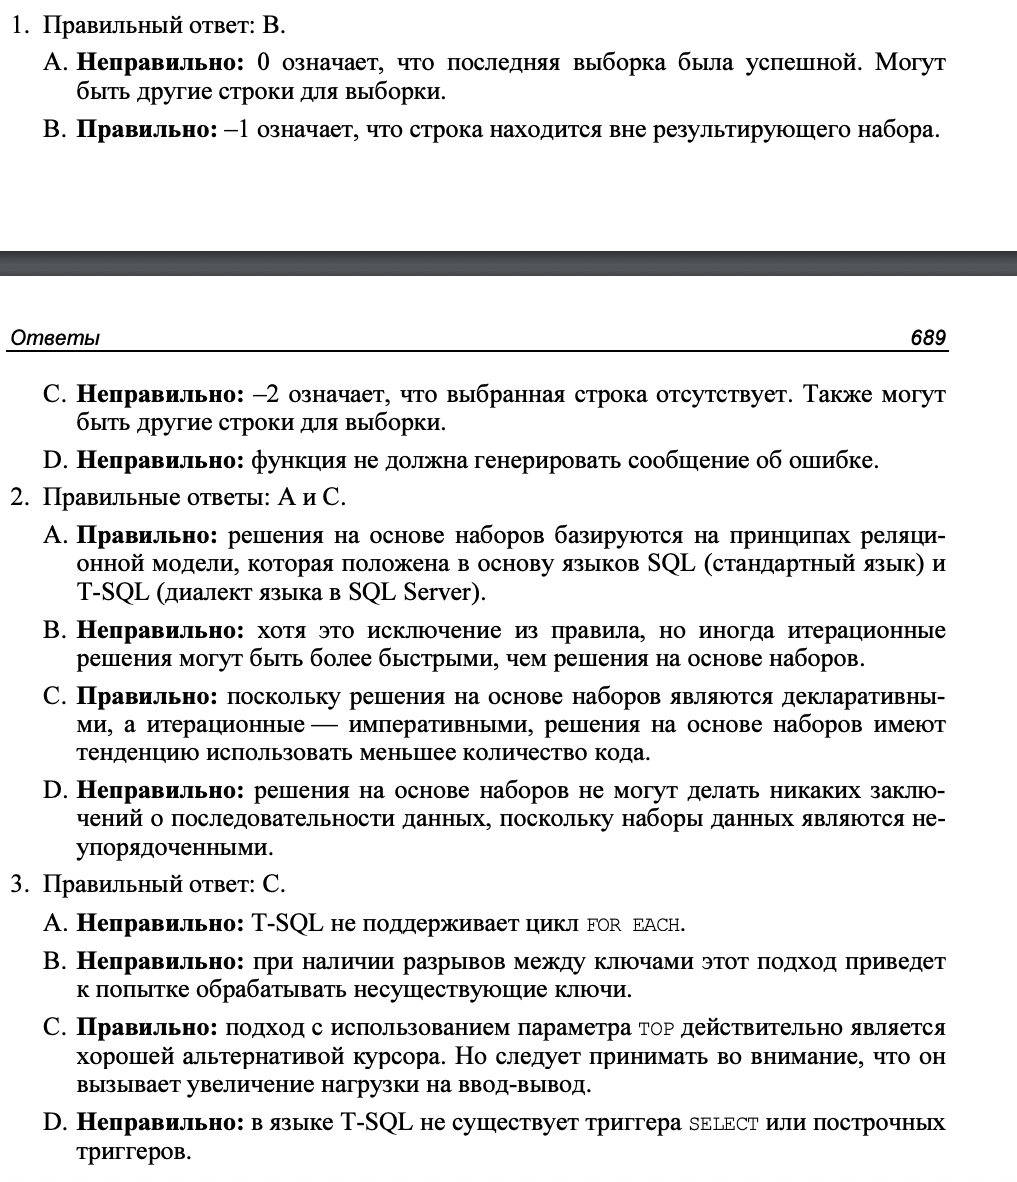 1. Правильный ответ: B.
A. Неправильно: 0 означает, что последняя выборка была успешной. Могут
быть другие строки для выборки.
B. Правильно: –1 означает, что строка находится вне результирующего набора.
Ответы 689
C. Неправильно: –2 означает, что выбранная строка отсутствует. Также могут
быть другие строки для выборки.
D. Неправильно: функция не должна генерировать сообщение об ошибке.
2. Правильные ответы: A и C.
A. Правильно: решения на основе наборов базируются на принципах реляци-
онной модели, которая положена в основу языков SQL (стандартный язык) и
T-SQL (диалект языка в SQL Server).
B. Неправильно: хотя это исключение из правила, но иногда итерационные
решения могут быть более быстрыми, чем решения на основе наборов.
C. Правильно: поскольку решения на основе наборов являются декларативны-
ми, а итерационные — императивными, решения на основе наборов имеют
тенденцию использовать меньшее количество кода.
D. Неправильно: решения на основе наборов не могут делать никаких заклю-
чений о последовательности данных, поскольку наборы данных являются не-
упорядоченными.
3. Правильный ответ: C.
A. Неправильно: T-SQL не поддерживает цикл FOR EACH.
B. Неправильно: при наличии разрывов между ключами этот подход приведет
к попытке обрабатывать несуществующие ключи.
C. Правильно: подход с использованием параметра TOP действительно является
хорошей альтернативой курсора. Но следует принимать во внимание, что он
вызывает увеличение нагрузки на ввод-вывод.
D. Неправильно: в языке T-SQL не существует триггера SELECT или построчных
триггеров.